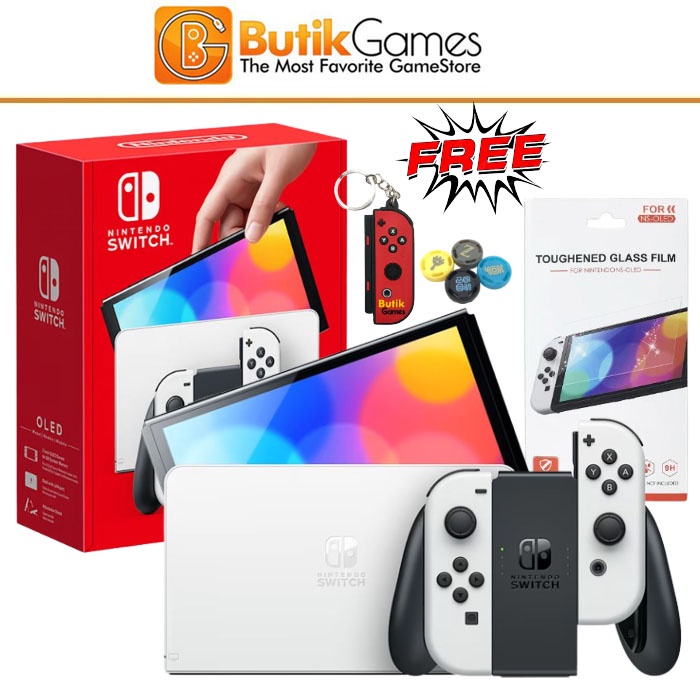 ButikGames
The Most Favorite GameStore
FREE
Nintendo
NINTENDO
SWITCH
NINTENDO
SWITCH
OLED
Butik
Games
FOR
NS-OLED
TOUGHENED GLASS FILM
FOR NINTENDO NS-OLED
9H
NOT INCLUDED
X
Y
A
B
NINTENDO
SWITCH
NINTENDO
SWITCH